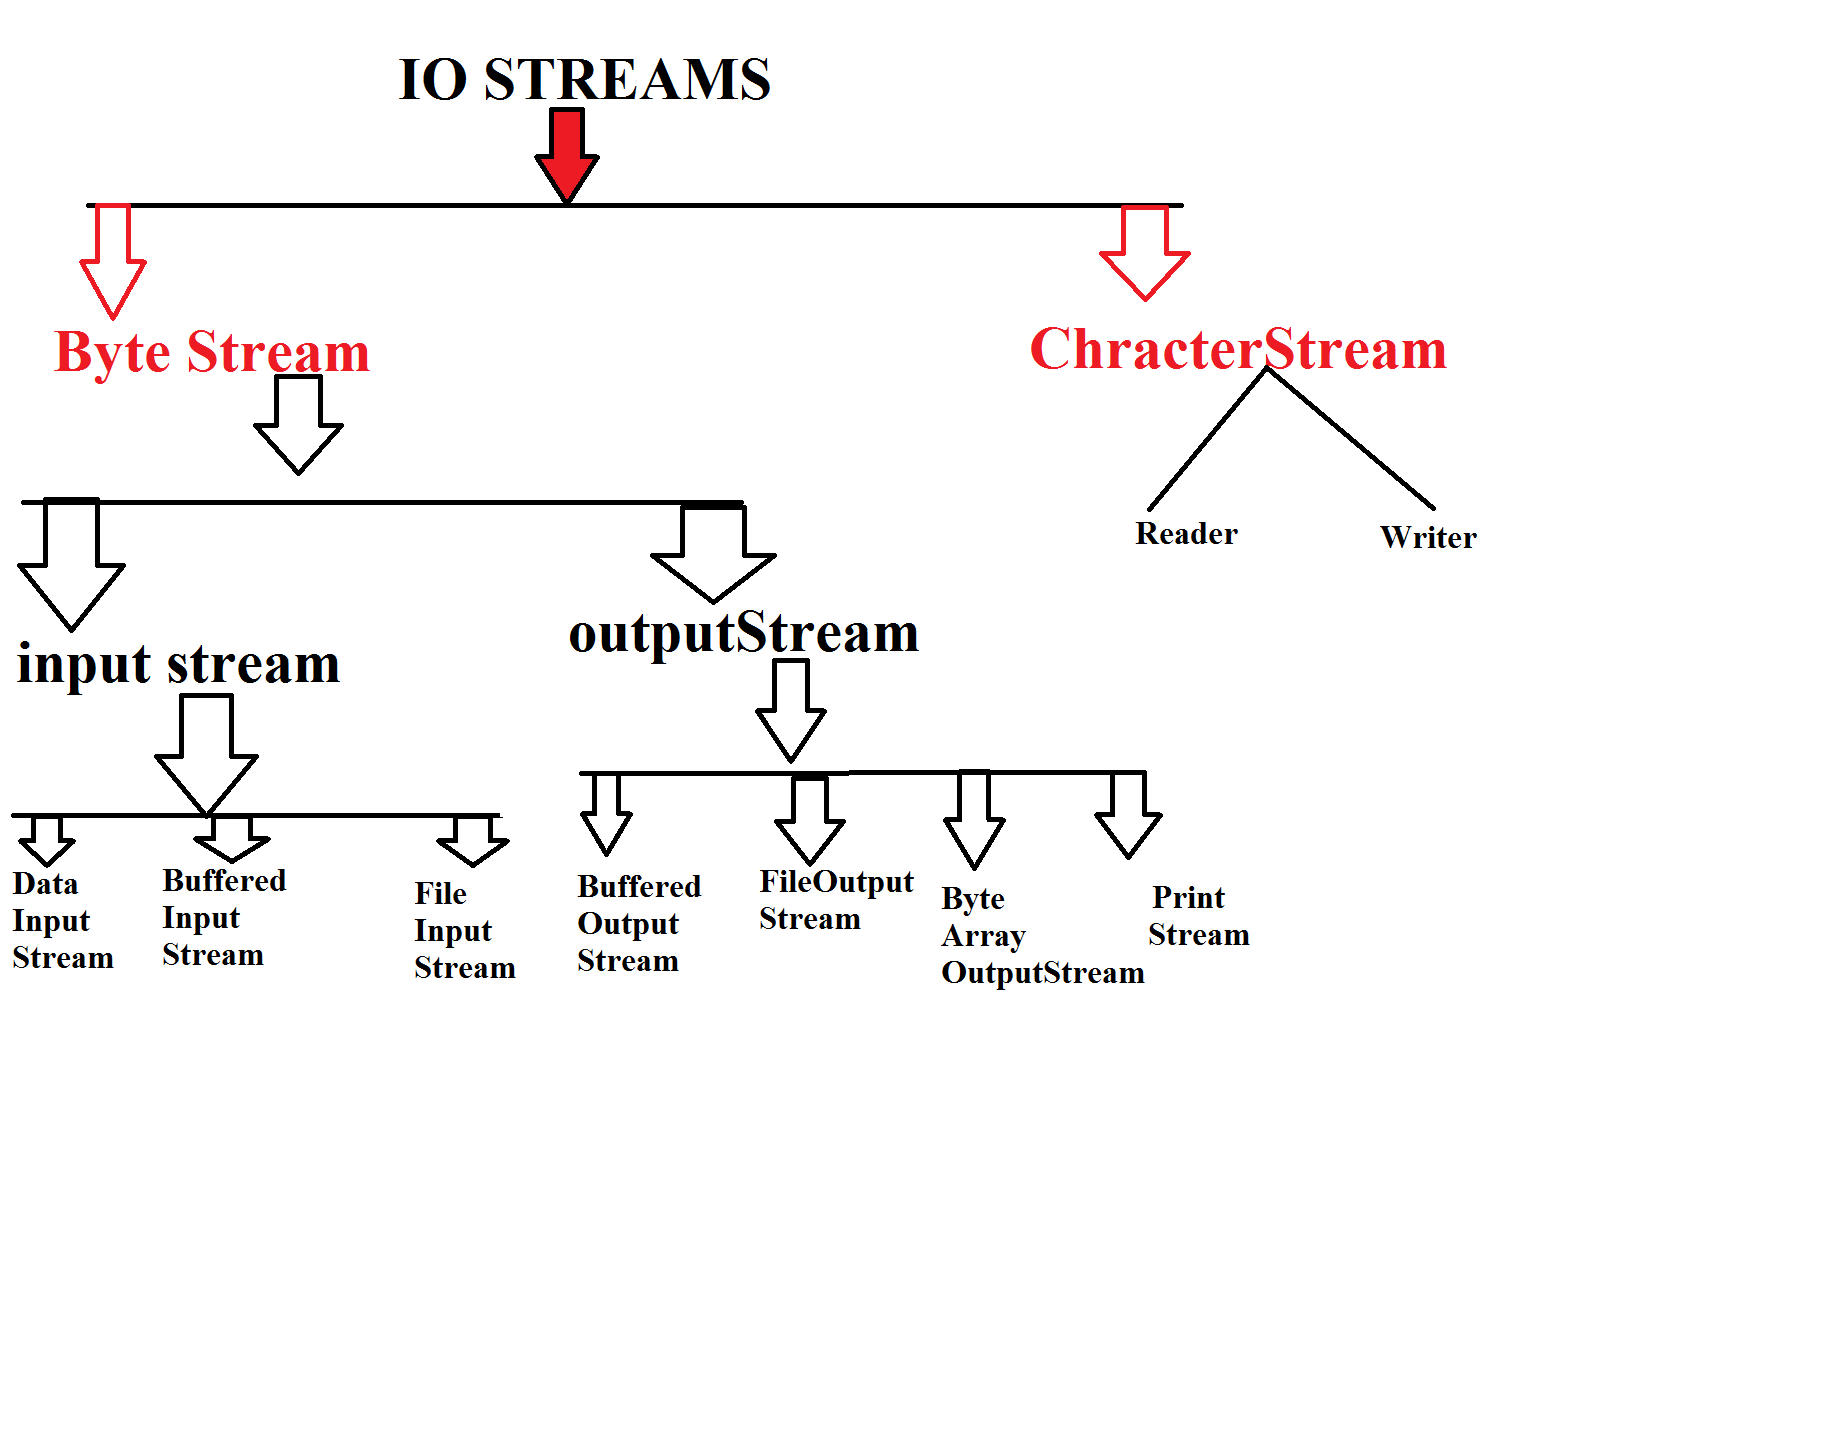 IO STREAMS
Byte Stream
ChracterStream
Reader
Writer
input stream
outputStream
Data
Input
Stream
Buffered
Input
Stream
File
Input
Stream
Buffered
Output
Stream
FileOutput
Stream
Byte
Array
OutputStream
Print
Stream